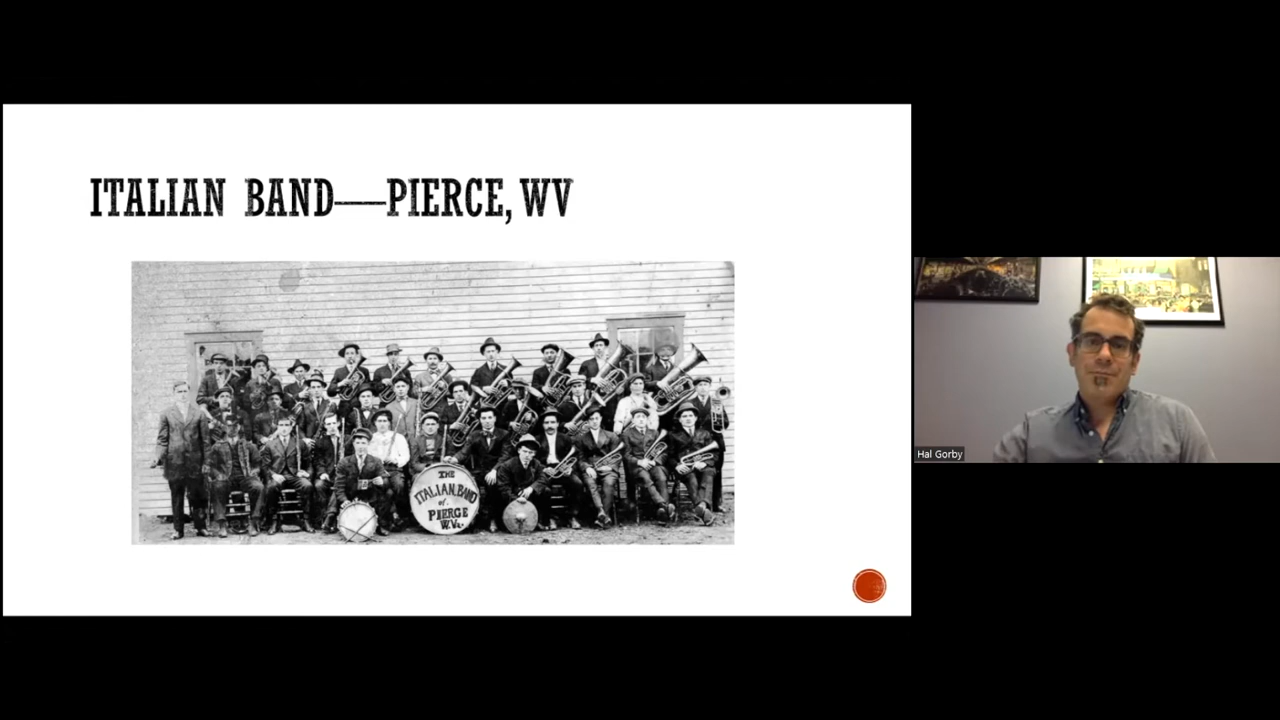 ITALIAN BAND—PIERCE, WV
THE
ITALIAN BAND
of
PIERCE
W.Va.
Hal Gorby